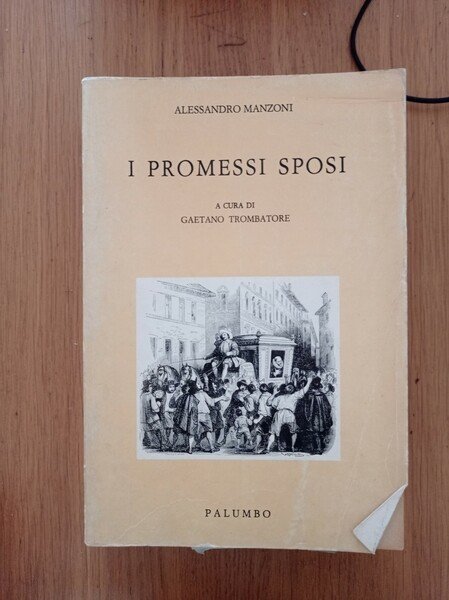 ALESSANDRO MANZONI
I PROMESSI SPOSI
A CURA DI
GAETANO TROMBATORE
PALUMBO